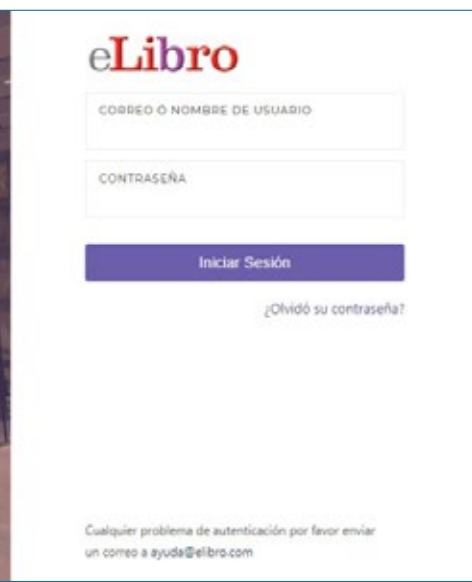 eLibro
CORREO O NOMBRE DE USUARIO
CONTRASEÑA
Iniciar Sesión
¿Olvidó su contraseña?
Cualquier problema de autenticación por favor enviar
un correo a ayuda@elibro.com